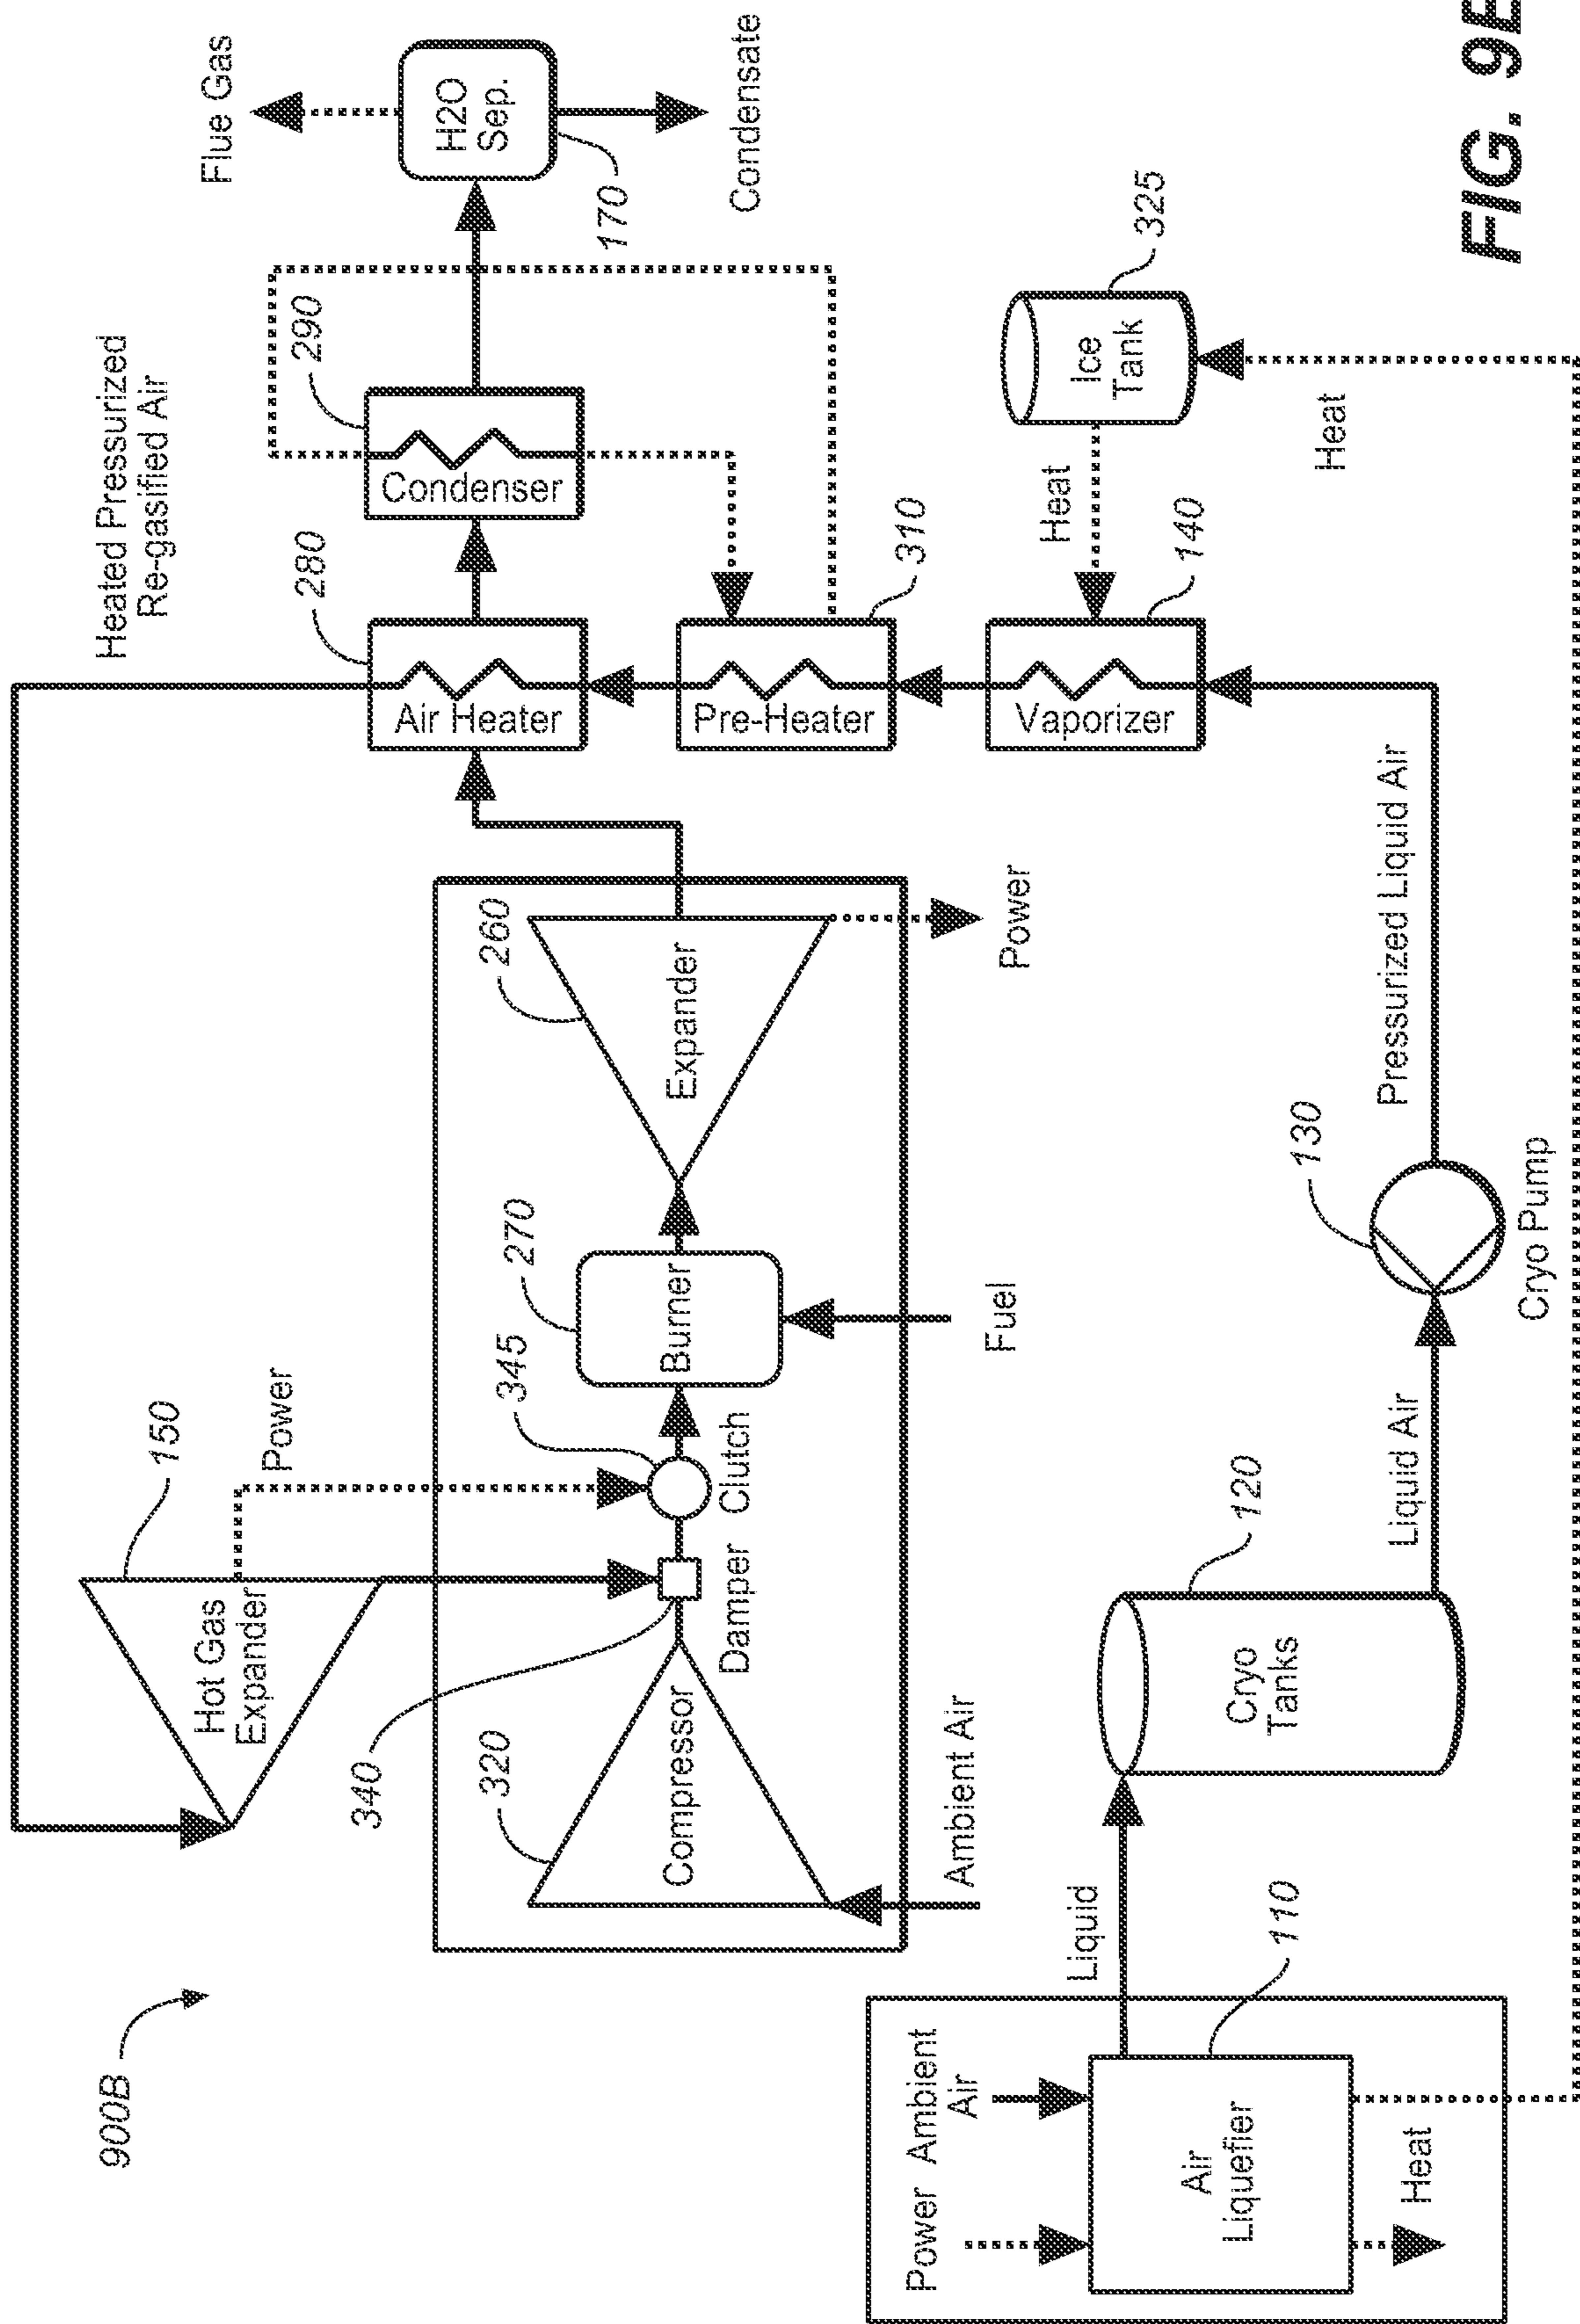 900B
Heated Pressurized
Re-gasified Air
Flue Gas
150
Hot Gas
Expander
Power
280
Air Heater
290
Condenser
H2O
Sep.
170
Condensate
340
320
Compressor
Damper
345
Clutch
270
Burner
260
Expander
Ambient Air
Fuel
Power
310
Pre-Heater
140
Vaporizer
Heat
325
Ice
Tank
Heat
Power
Ambient
Air
Air
Liquefier
110
Heat
Liquid
120
Cryo
Tanks
Liquid Air
130
Cryo Pump
Pressurized Liquid Air
FIG. 9B